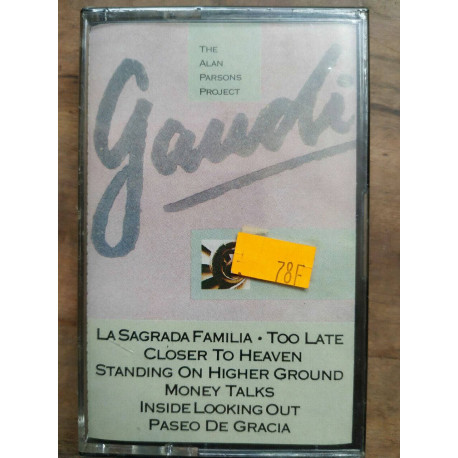 THE
ALAN
PARSONS
PROJECT
gaudi
78F
LA SAGRADA FAMILIA • TOO LATE
CLOSER TO HEAVEN
STANDING ON HIGHER GROUND
MONEY TALKS
INSIDE LOOKING OUT
PASEO DE GRACIA